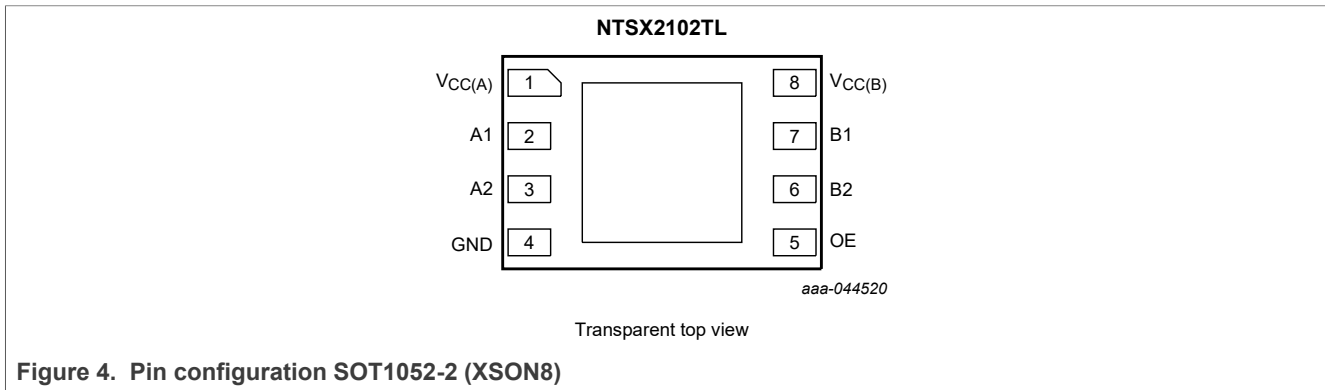 NTSX2102TL
VCC(A) 1 8 VCC(B)
A1 2 7 B1
A2 3 6 B2
GND 4 5 OE
aaa-044520
Transparent top view
Figure 4. Pin configuration SOT1052-2 (XSON8)